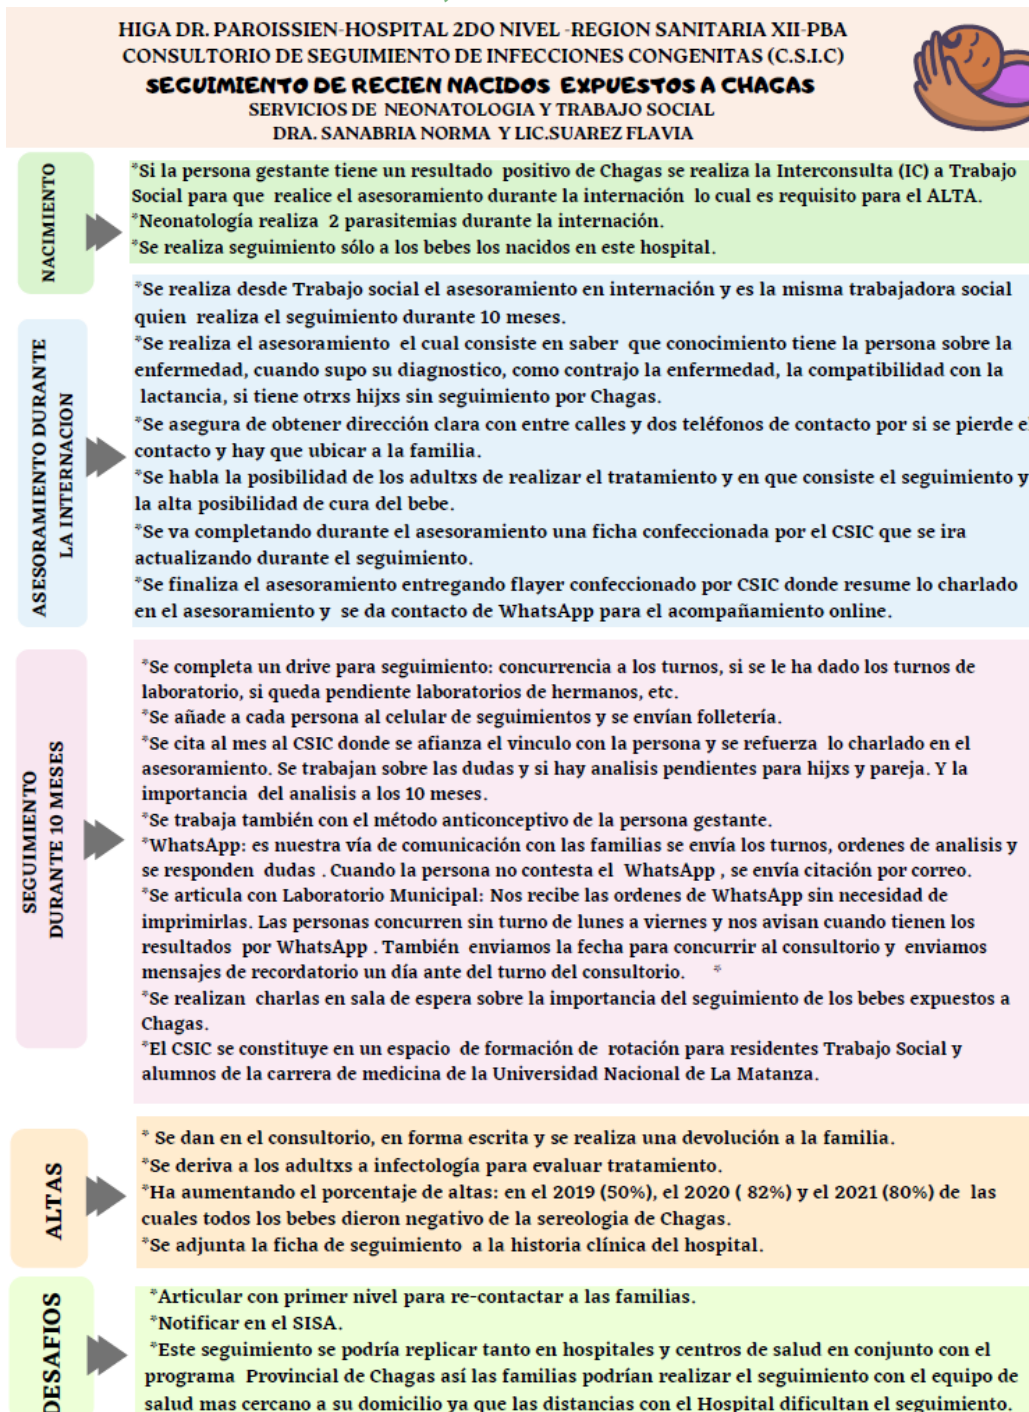 HIGA DR. PAROISSIEN-HOSPITAL 2DO NIVEL -REGION SANITARIA XII-PBA
CONSULTORIO DE SEGUIMIENTO DE INFECCIONES CONGENITAS (C.S.I.C)
SEGUIMIENTO DE RECIEN NACIDOS EXPUESTOS A CHAGAS
SERVICIOS DE NEONATOLOGIA Y TRABAJO SOCIAL
DRA. SANABRIA NORMA Y LIC.SUAREZ FLAVIA
NACIMIENTO
*Si la persona gestante tiene un resultado positivo de Chagas se realiza la Interconsulta (IC) a Trabajo
Social para que realice el asesoramiento durante la internación lo cual es requisito para el ALTA.
*Neonatología realiza 2 parasitemias durante la internación.
*Se realiza seguimiento sólo a los bebes los nacidos en este hospital.
ASESORAMIENTO DURANTE
LA INTERNACION
*Se realiza desde Trabajo social el asesoramiento en internación y es la misma trabajadora social
quien realiza el seguimiento durante 10 meses.
*Se realiza el asesoramiento el cual consiste en saber que conocimiento tiene la persona sobre la
enfermedad, cuando supo su diagnostico, como contrajo la enfermedad, la compatibilidad con la
lactancia, si tiene otrxs hijxs sin seguimiento por Chagas.
*Se asegura de obtener dirección clara con entre calles y dos teléfonos de contacto por si se pierde el
contacto y hay que ubicar a la familia.
*Se habla la posibilidad de los adultxs de realizar el tratamiento y en que consiste el seguimiento y
la alta posibilidad de cura del bebe.
*Se va completando durante el asesoramiento una ficha confeccionada por el CSIC que se ira
actualizando durante el seguimiento.
*Se finaliza el asesoramiento entregando flayer confeccionado por CSIC donde resume lo charlado
en el asesoramiento y se da contacto de WhatsApp para el acompañamiento online.
SEGUIMIENTO
DURANTE 10 MESES
*Se completa un drive para seguimiento: concurrencia a los turnos, si se le ha dado los turnos de
laboratorio, si queda pendiente laboratorios de hermanos, etc.
*Se añade a cada persona al celular de seguimientos y se envían folletería.
*Se cita al mes al CSIC donde se afianza el vinculo con la persona y se refuerza lo charlado en el
asesoramiento. Se trabajan sobre las dudas y si hay analisis pendientes para hijxs y pareja. Y la
importancia del analisis a los 10 meses.
*Se trabaja también con el método anticonceptivo de la persona gestante.
*WhatsApp: es nuestra vía de comunicación con las familias se envía los turnos, ordenes de analisis y
se responden dudas . Cuando la persona no contesta el WhatsApp , se envía citación por correo.
*Se articula con Laboratorio Municipal: Nos recibe las ordenes de WhatsApp sin necesidad de
imprimirlas. Las personas concurren sin turno de lunes a viernes y nos avisan cuando tienen los
resultados por WhatsApp . También enviamos la fecha para concurrir al consultorio y enviamos
mensajes de recordatorio un día ante del turno del consultorio. *
*Se realizan charlas en sala de espera sobre la importancia del seguimiento de los bebes expuestos a
Chagas.
*El CSIC se constituye en un espacio de formación de rotación para residentes Trabajo Social y
alumnos de la carrera de medicina de la Universidad Nacional de La Matanza.
ALTAS
* Se dan en el consultorio, en forma escrita y se realiza una devolución a la familia.
*Se deriva a los adultxs a infectología para evaluar tratamiento.
*Ha aumentando el porcentaje de altas: en el 2019 (50%), el 2020 ( 82%) y el 2021 (80%) de las
cuales todos los bebes dieron negativo de la sereologia de Chagas.
*Se adjunta la ficha de seguimiento a la historia clínica del hospital.
DESAFIOS
*Articular con primer nivel para re-contactar a las familias.
*Notificar en el SISA.
*Este seguimiento se podría replicar tanto en hospitales y centros de salud en conjunto con el
programa Provincial de Chagas así las familias podrían realizar el seguimiento con el equipo de
salud mas cercano a su domicilio ya que las distancias con el Hospital dificultan el seguimiento.